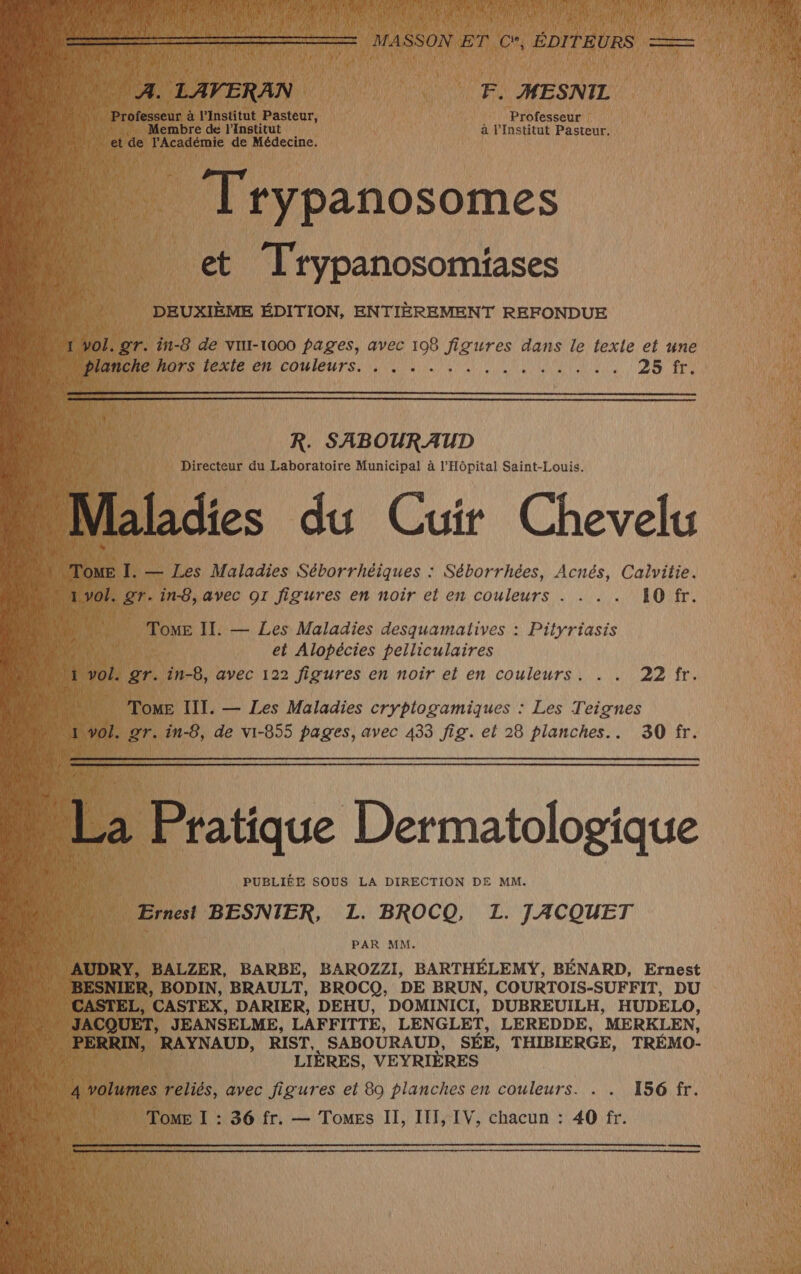 MASSON ET Cie, ÉDITEURS
A. LAVERAN
Professeur à l'Institut Pasteur,
Membre de l'Institut
et de l'Académie de Médecine.
F. MESNIL
Professeur
à l'Institut Pasteur.
Trypanosomes
et Trypanosomiases
DEUXIÈME ÉDITION, ENTIÈREMENT REFONDUE
1 vol. gr. in-8 de VIII-1000 pages, avec 198 figures dans le texte et une
planche hors texte en couleurs. . . . . . . . . . . . . . . 25 fr.
R. SABOURAUD
Directeur du Laboratoire Municipal à l'Hôpital Saint-Louis.
Maladies du Cuir Chevelu
TOME I. — Les Maladies Séborrhéiques : Séborrhées, Acnés, Calvitie.
1 vol. gr. in-8, avec 91 figures en noir et en couleurs . . . . 10 fr.
TOME II. — Les Maladies desquamatives : Pityriasis
et Alopécies pelliculaires
1 vol. gr. in-8, avec 122 figures en noir et en couleurs. . . 22 fr.
TOME III. — Les Maladies cryptogamiques : Les Teignes
1 vol. gr. in-8, de VI-855 pages, avec 433 fig. et 28 planches. . 30 fr.
La Pratique Dermatologique
PUBLIÉE SOUS LA DIRECTION DE MM.
Ernest BESNIER, L. BROCQ, L. JACQUET
PAR MM.
AUDRY, BALZER, BARBE, BAROZZI, BARTHÉLEMY, BÉNARD, Ernest
BESNIER, BODIN, BRAULT, BROCQ, DE BRUN, COURTOIS-SUFFIT, DU
CASTEL, CASTEX, DARIER, DEHU, DOMINICI, DUBREUILH, HUDELO,
JACQUET, JEANSELME, LAFFITTE, LENGLET, LEREDDE, MERKLEN,
PERRIN, RAYNAUD, RIST, SABOURAUD, SÉE, THIBIERGE, TRÉMO-
LIÈRES, VEYRIÈRES
4 volumes reliés, avec figures et 89 planches en couleurs. . . 156 fr.
TOME I : 36 fr. — TOMES II, III, IV, chacun : 40 fr.